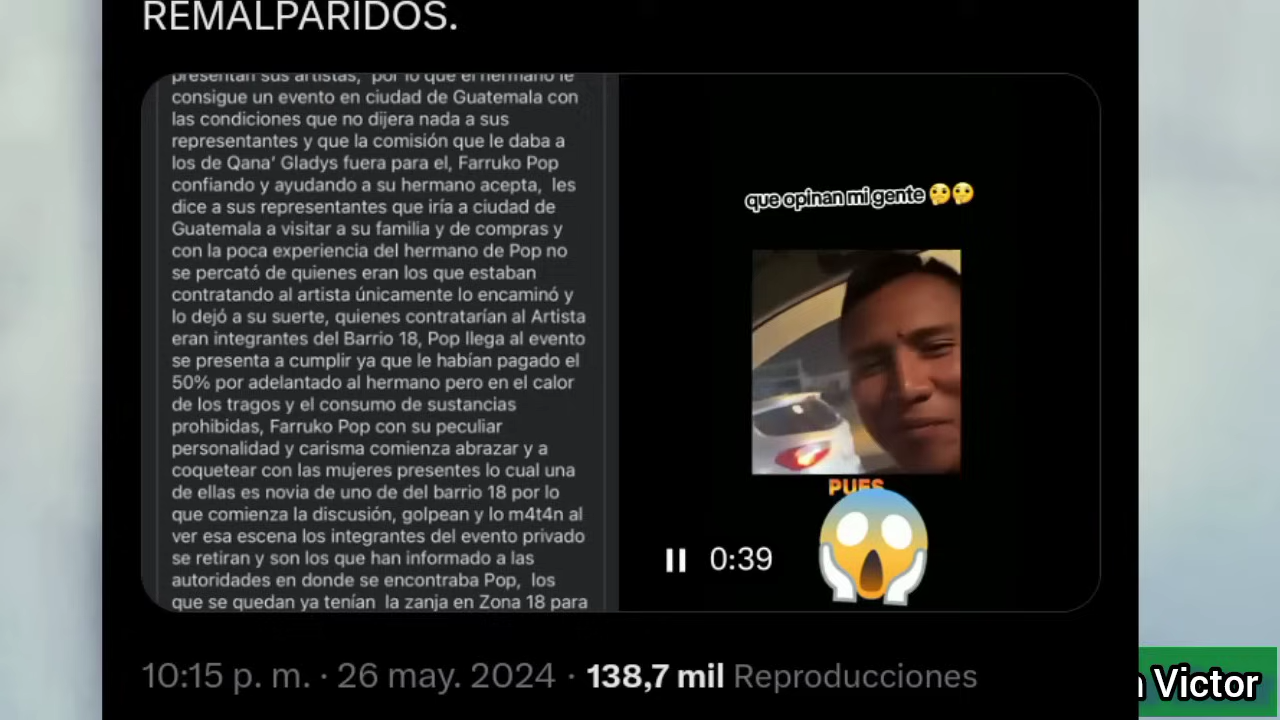 REMALPARIDOS.
presentan sus artistas, por lo que el hermano le
consigue un evento en ciudad de Guatemala con
las condiciones que no dijera nada a sus
representantes y que la comisión que le daba a
los de Qana’ Gladys fuera para el, Farruko Pop
confiando y ayudando a su hermano acepta, les
dice a sus representantes que iría a ciudad de
Guatemala a visitar a su familia y de compras y
con la poca experiencia del hermano de Pop no
se percató de quienes eran los que estaban
contratando al artista únicamente lo encaminó y
lo dejó a su suerte, quienes contratarían al Artista
eran integrantes del Barrio 18, Pop llega al evento
se presenta a cumplir ya que le habían pagado el
50% por adelantado al hermano pero en el calor
de los tragos y el consumo de sustancias
prohibidas, Farruko Pop con su peculiar
personalidad y carisma comienza abrazar y a
coquetear con las mujeres presentes lo cual una
de ellas es novia de uno de del barrio 18 por lo
que comienza la discusión, golpean y lo m4t4n al
ver esa escena los integrantes del evento privado
se retiran y son los que han informado a las
autoridades en donde se encontraba Pop, los
que se quedan ya tenían la zanja en Zona 18 para
que opinan mi gente 🤔🤔
PUES
0:39
10:15 p. m. · 26 may. 2024 · 138,7 mil Reproducciones
Victor